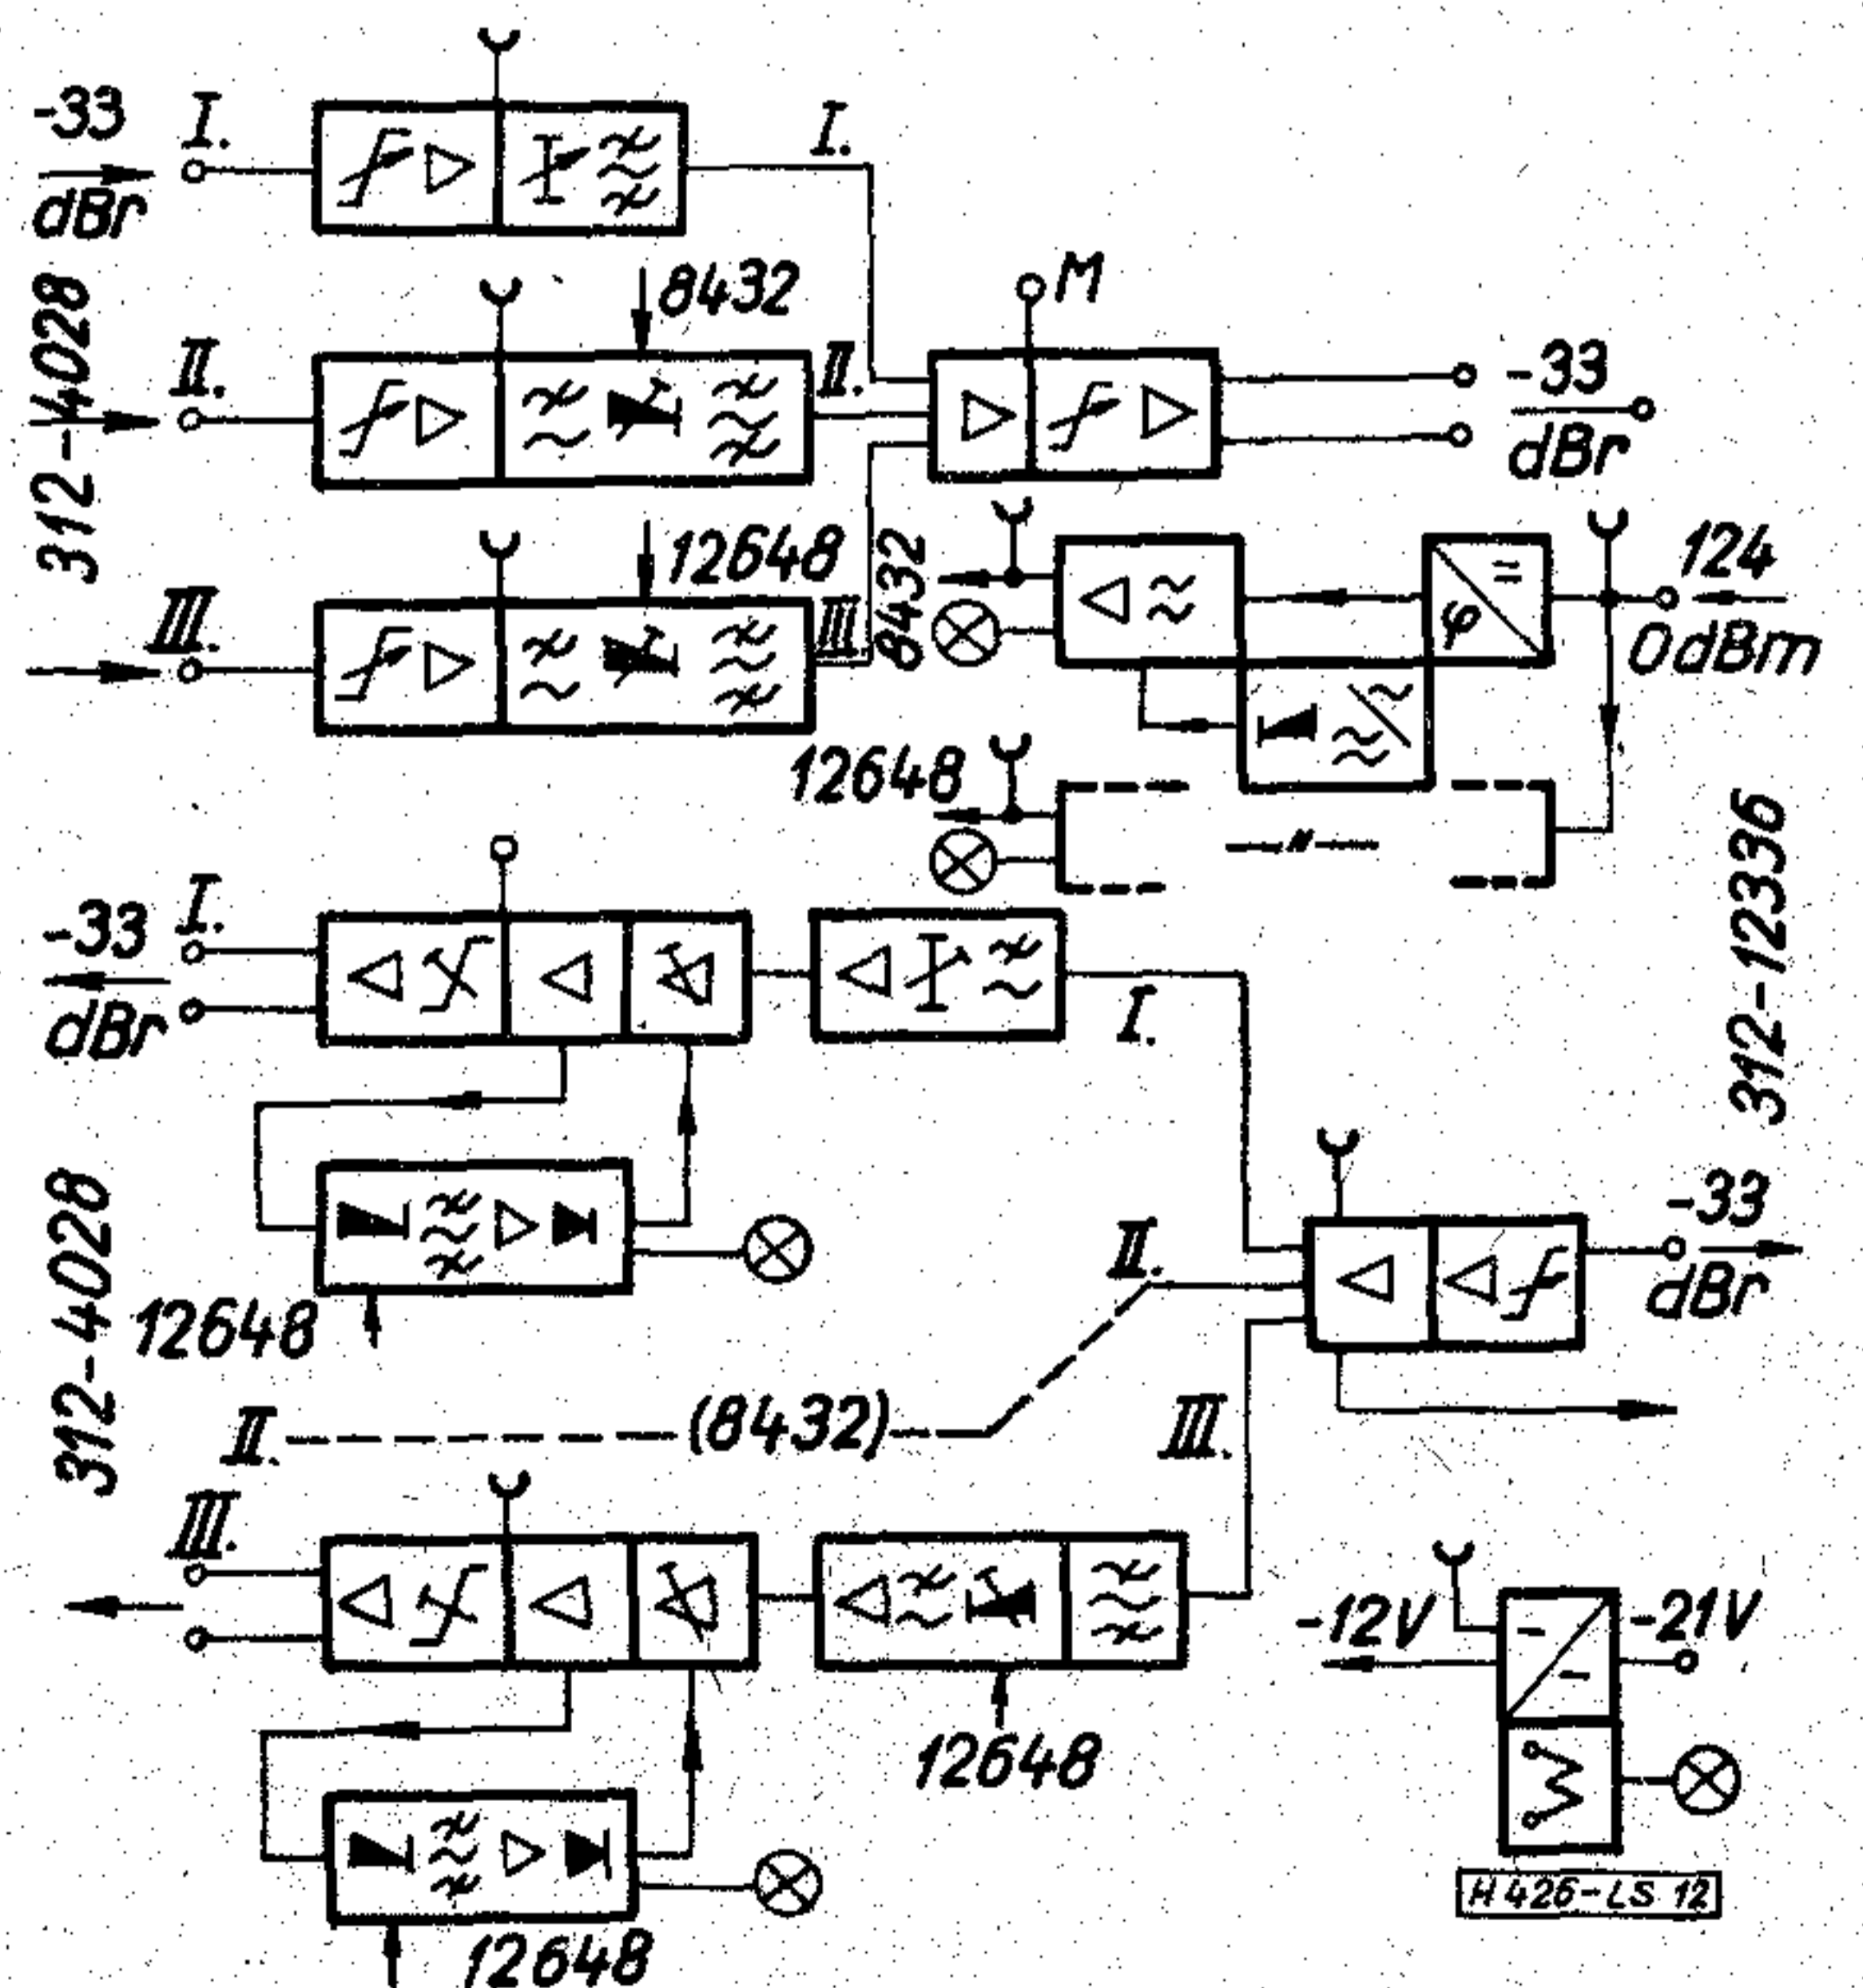 -33
dBr
I.
I.
312-4028
8432
II.
II.
M
-33
dBr
12648
III.
III.
8432
124
0dBm
φ
12648
312-12336
-33
dBr
I.
I.
12648
312-4028
II.
-33
dBr
II.
(8432)
III.
III.
12648
12648
-12V
-21V
H426-LS 12